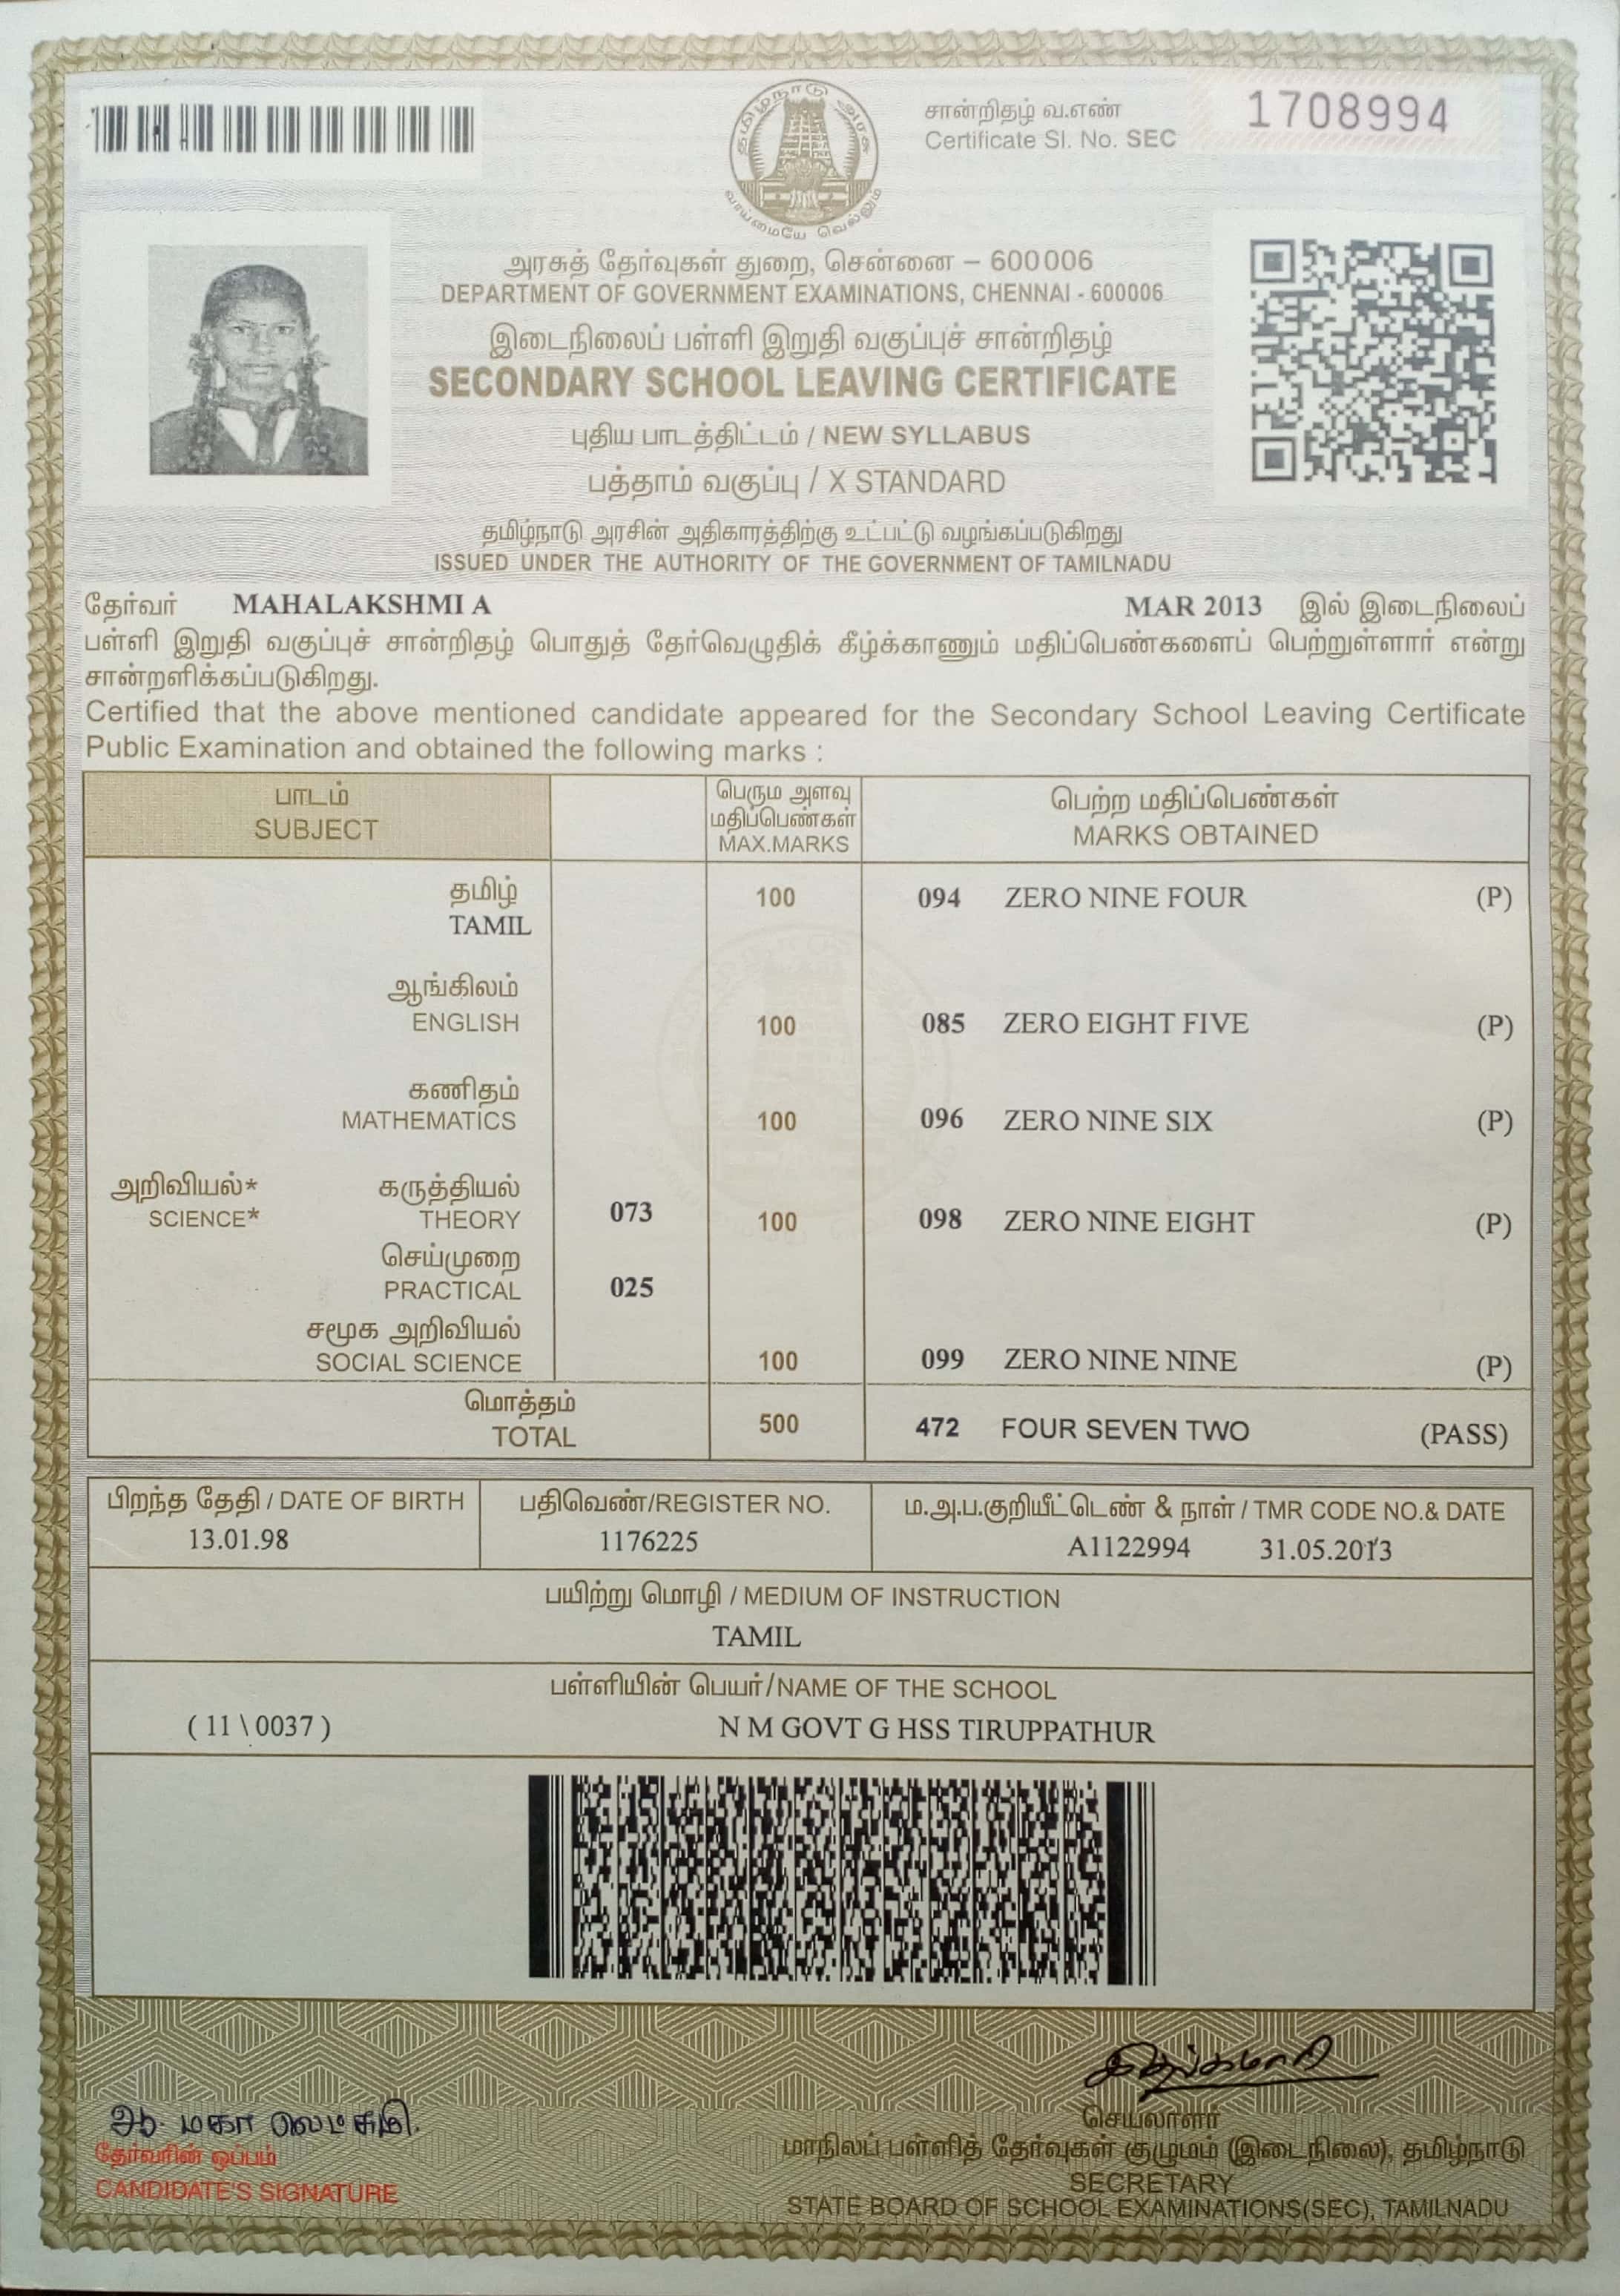 தமிழ்நாடு அரசு
வாய்மையே வெல்லும்
சான்றிதழ் வ.எண்
Certificate Sl. No. SEC
1708994
அரசுத் தேர்வுகள் துறை, சென்னை – 600006
DEPARTMENT OF GOVERNMENT EXAMINATIONS, CHENNAI - 600006
இடைநிலைப் பள்ளி இறுதி வகுப்புச் சான்றிதழ்
SECONDARY SCHOOL LEAVING CERTIFICATE
புதிய பாடத்திட்டம் / NEW SYLLABUS
பத்தாம் வகுப்பு / X STANDARD
தமிழ்நாடு அரசின் அதிகாரத்திற்கு உட்பட்டு வழங்கப்படுகிறது
ISSUED UNDER THE AUTHORITY OF THE GOVERNMENT OF TAMILNADU
தேர்வர் MAHALAKSHMI A MAR 2013 இல் இடைநிலைப்
பள்ளி இறுதி வகுப்புச் சான்றிதழ் பொதுத் தேர்வெழுதிக் கீழ்க்காணும் மதிப்பெண்களைப் பெற்றுள்ளார் என்று
சான்றளிக்கப்படுகிறது.
Certified that the above mentioned candidate appeared for the Secondary School Leaving Certificate
Public Examination and obtained the following marks :
பாடம்
SUBJECT
பெரும அளவு
மதிப்பெண்கள்
MAX.MARKS
பெற்ற மதிப்பெண்கள்
MARKS OBTAINED
தமிழ்
TAMIL 100 094 ZERO NINE FOUR (P)
ஆங்கிலம்
ENGLISH 100 085 ZERO EIGHT FIVE (P)
கணிதம்
MATHEMATICS 100 096 ZERO NINE SIX (P)
அறிவியல்* கருத்தியல்
SCIENCE* THEORY 073 100 098 ZERO NINE EIGHT (P)
செய்முறை
PRACTICAL 025
சமூக அறிவியல்
SOCIAL SCIENCE 100 099 ZERO NINE NINE (P)
மொத்தம்
TOTAL 500 472 FOUR SEVEN TWO (PASS)
பிறந்த தேதி / DATE OF BIRTH பதிவெண்/REGISTER NO. ம.அ.ப.குறியீட்டெண் & நாள் / TMR CODE NO.& DATE
13.01.98 1176225 A1122994 31.05.2013
பயிற்று மொழி / MEDIUM OF INSTRUCTION
TAMIL
பள்ளியின் பெயர்/NAME OF THE SCHOOL
( 11 \ 0037 ) N M GOVT G HSS TIRUPPATHUR
ஆ. மகா லெட்சுமி.
தேர்வரின் ஒப்பம்
CANDIDATE'S SIGNATURE
செயலாளர்
மாநிலப் பள்ளித் தேர்வுகள் குழுமம் (இடைநிலை), தமிழ்நாடு
SECRETARY
STATE BOARD OF SCHOOL EXAMINATIONS(SEC), TAMILNADU